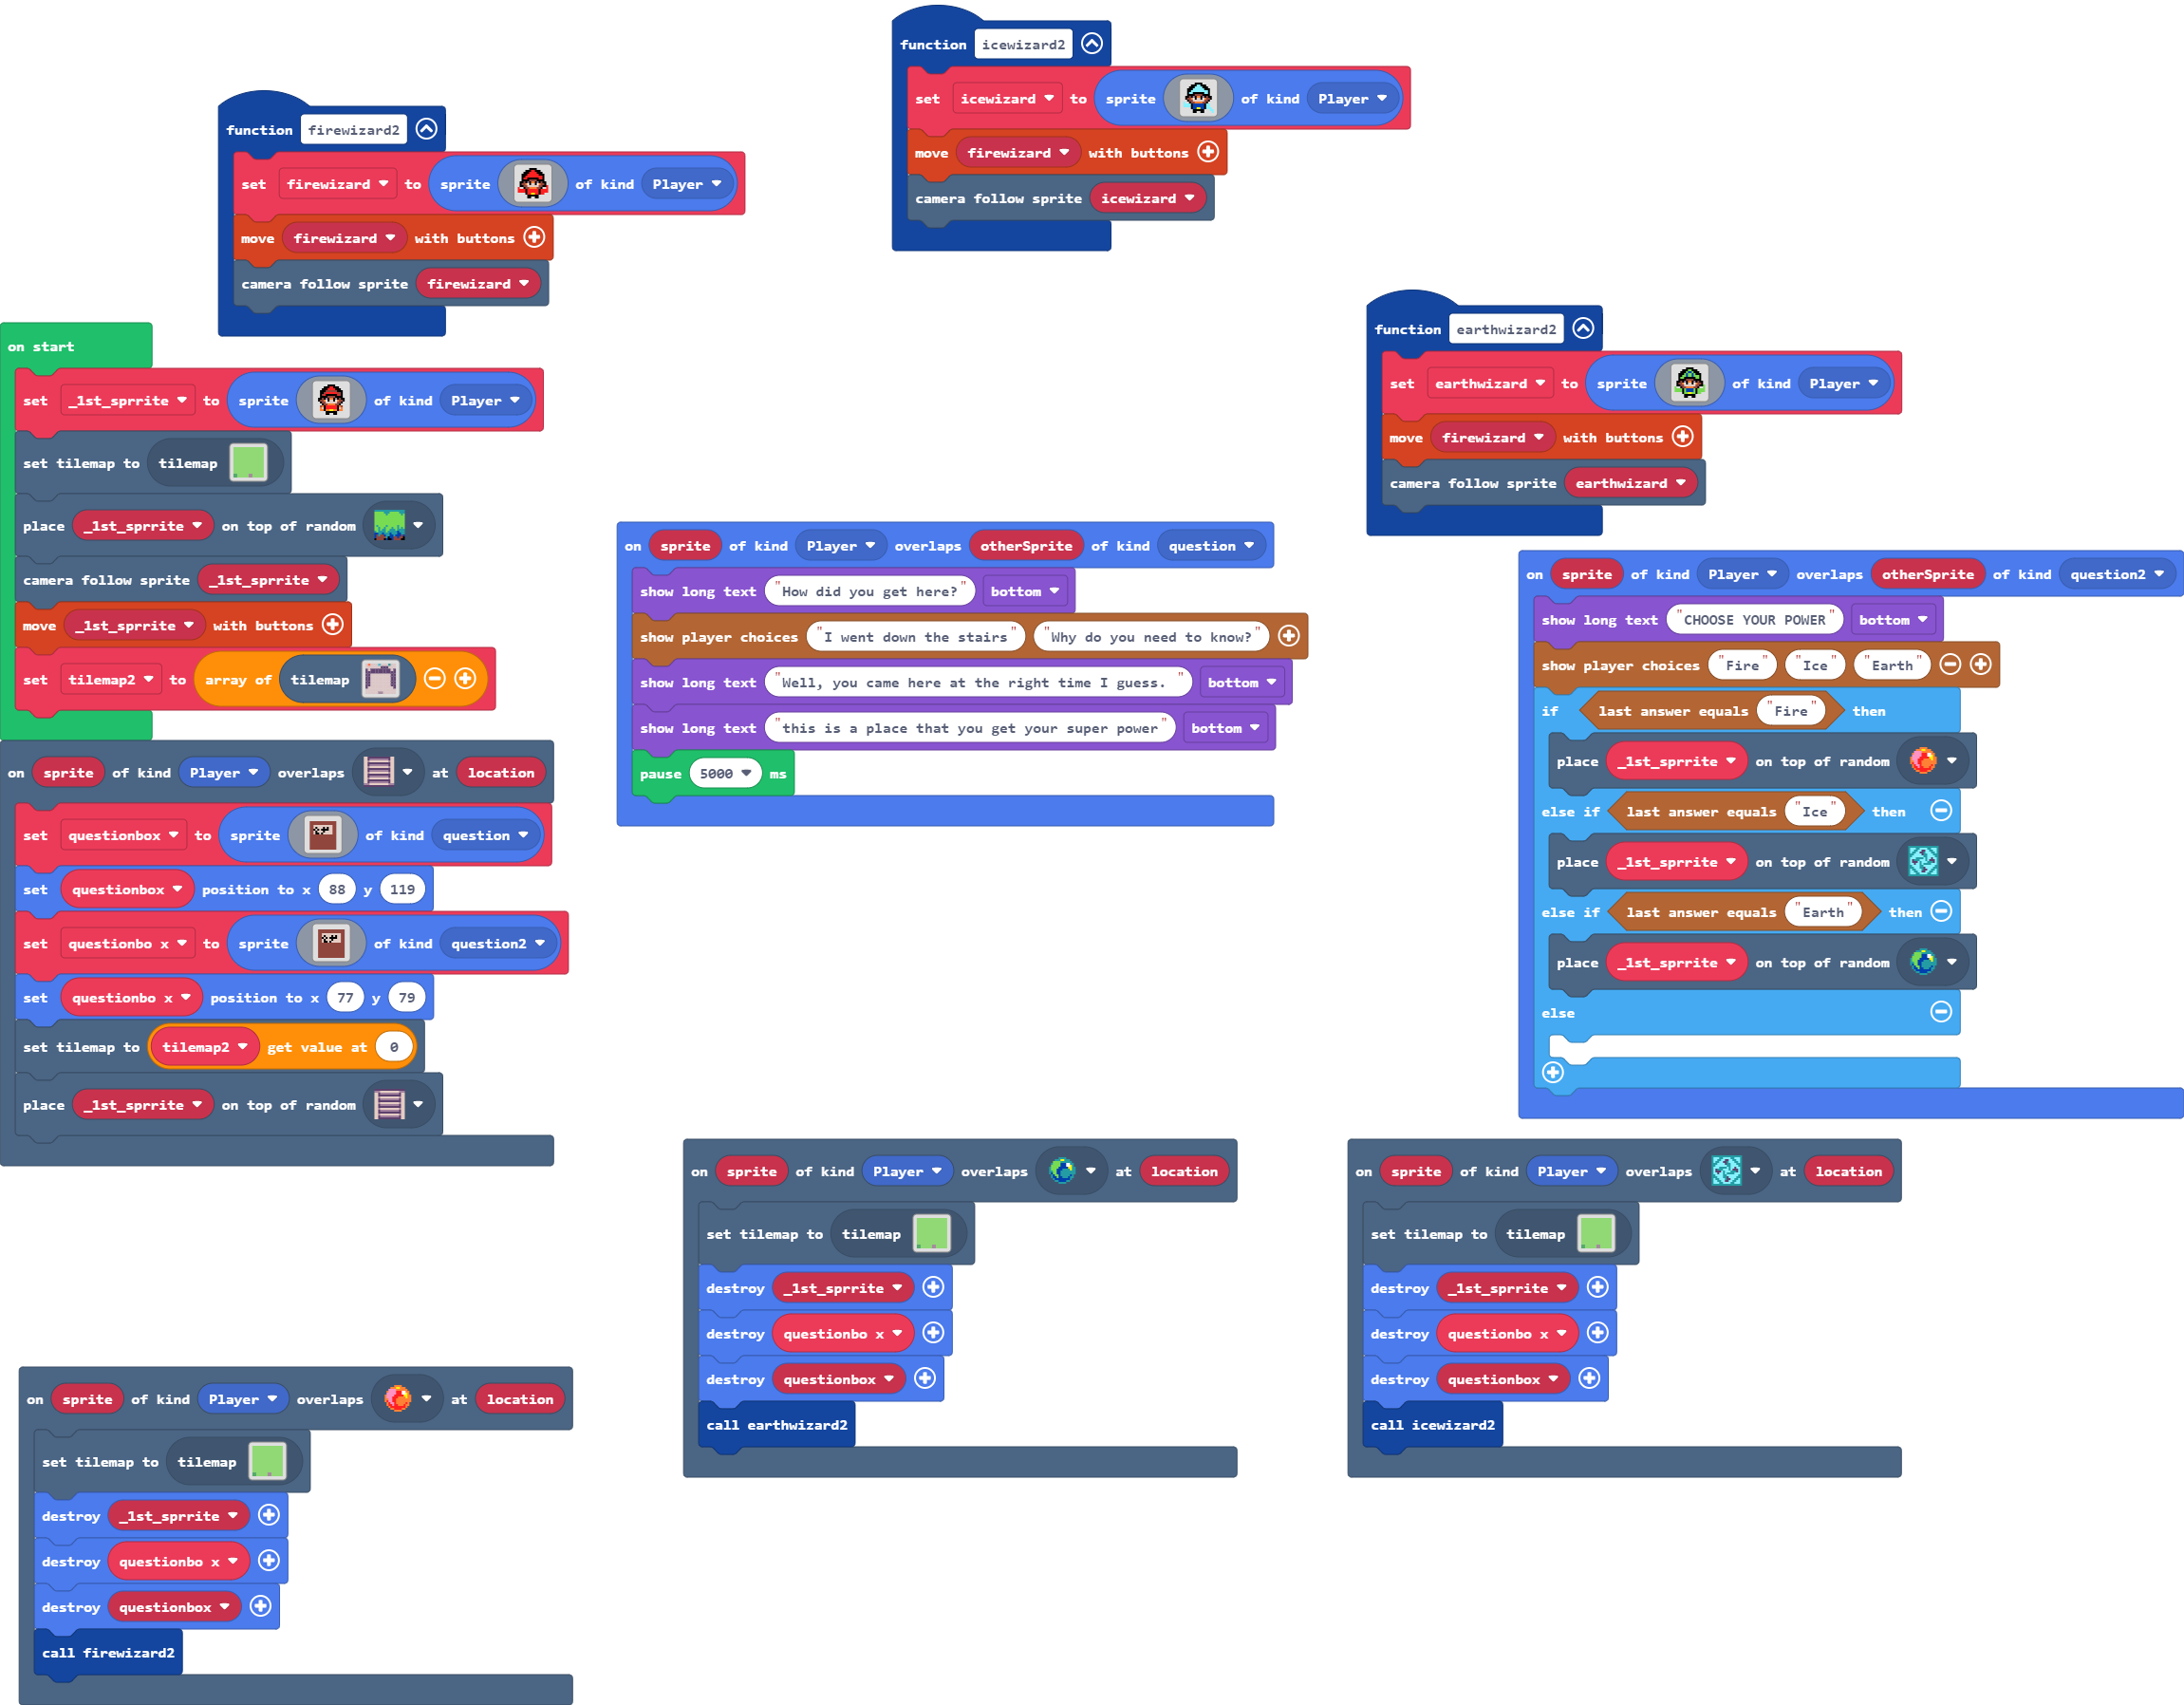 function icewizard2
set icewizard to sprite of kind Player
move firewizard with buttons
camera follow sprite icewizard
function firewizard2
set firewizard to sprite of kind Player
move firewizard with buttons
camera follow sprite firewizard
function earthwizard2
set earthwizard to sprite of kind Player
move firewizard with buttons
camera follow sprite earthwizard
on start
set _1st_sprrite to sprite of kind Player
set tilemap to tilemap
place _1st_sprrite on top of random
camera follow sprite _1st_sprrite
move _1st_sprrite with buttons
set tilemap2 to array of tilemap
on sprite of kind Player overlaps otherSprite of kind question
show long text "How did you get here?" bottom
show player choices "I went down the stairs" "Why do you need to know?"
show long text "Well, you came here at the right time I guess. " bottom
show long text "this is a place that you get your super power" bottom
pause 5000 ms
on sprite of kind Player overlaps otherSprite of kind question2
show long text "CHOOSE YOUR POWER" bottom
show player choices "Fire" "Ice" "Earth"
if last answer equals "Fire" then
place _1st_sprrite on top of random
else if last answer equals "Ice" then
place _1st_sprrite on top of random
else if last answer equals "Earth" then
place _1st_sprrite on top of random
else
on sprite of kind Player overlaps at location
set questionbox to sprite of kind question
set questionbox position to x 88 y 119
set questionbo x to sprite of kind question2
set questionbo x position to x 77 y 79
set tilemap to tilemap2 get value at 0
place _1st_sprrite on top of random
on sprite of kind Player overlaps at location
set tilemap to tilemap
destroy _1st_sprrite
destroy questionbo x
destroy questionbox
call earthwizard2
on sprite of kind Player overlaps at location
set tilemap to tilemap
destroy _1st_sprrite
destroy questionbo x
destroy questionbox
call icewizard2
on sprite of kind Player overlaps at location
set tilemap to tilemap
destroy _1st_sprrite
destroy questionbo x
destroy questionbox
call firewizard2